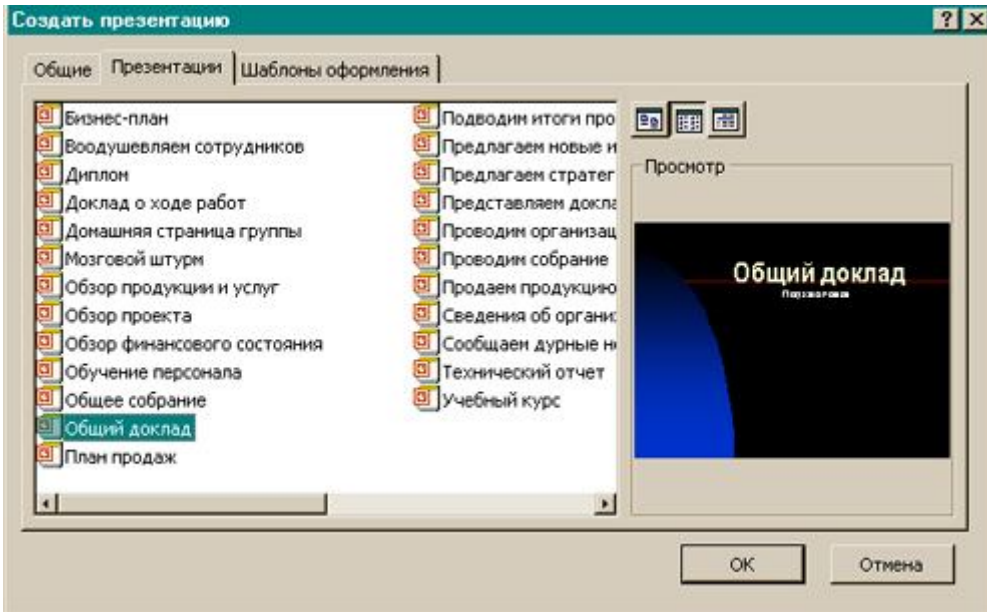 Создать презентацию
Общие Презентации Шаблоны оформления
Бизнес-план
Воодушевляем сотрудников
Диплом
Доклад о ходе работ
Домашняя страница группы
Мозговой штурм
Обзор продукции и услуг
Обзор проекта
Обзор финансового состояния
Обучение персонала
Общее собрание
Общий доклад
План продаж
Подводим итоги про
Предлагаем новые и
Предлагаем стратег
Представляем докла
Проводим организац
Проводим собрание
Продаем продукцию
Сведения об органи
Сообщаем дурные н
Технический отчет
Учебный курс
Просмотр
Общий доклад
OK Отмена